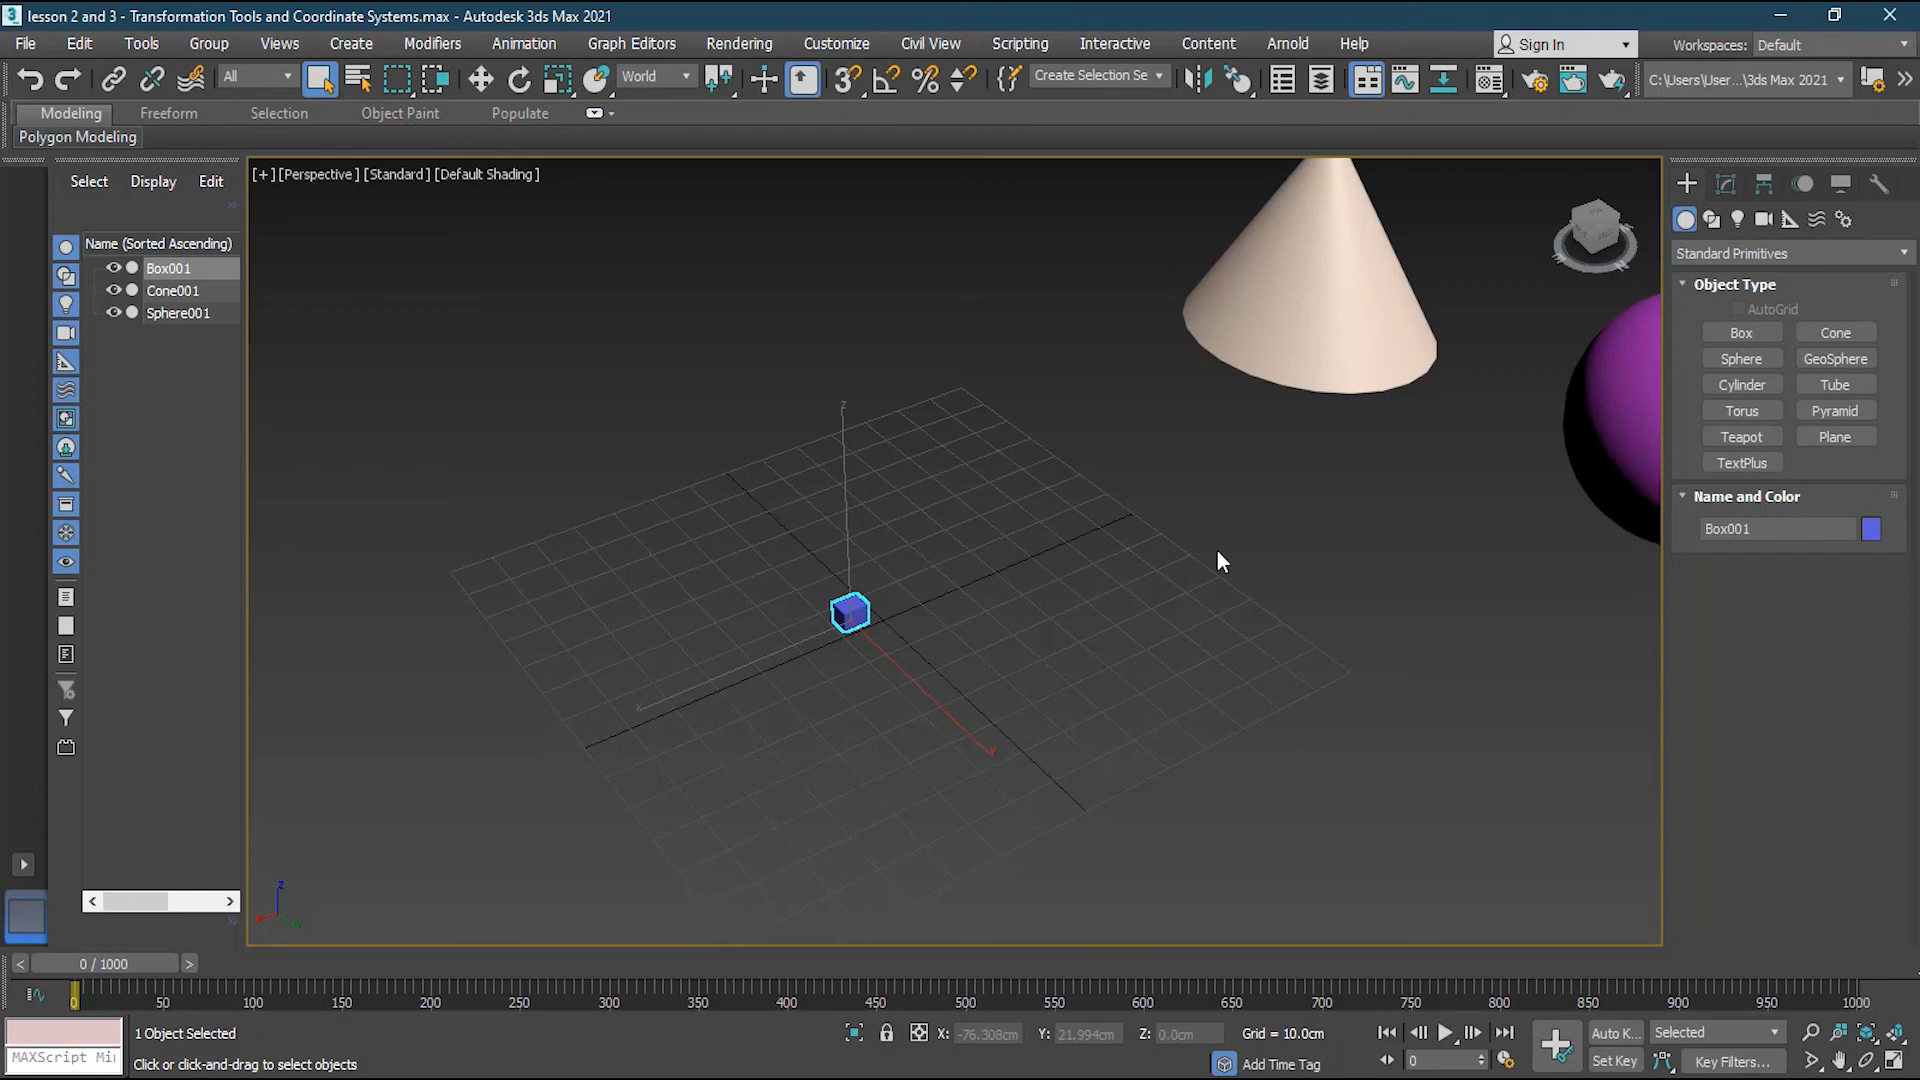 lesson 2 and 3 - Transformation Tools and Coordinate Systems.max - Autodesk 3ds Max 2021
File Edit Tools Group Views Create Modifiers Animation Graph Editors Rendering Customize Civil View Scripting Interactive Content Arnold Help Sign In Workspaces: Default
All World Create Selection Se C:\Users\User...\3ds Max 2021
Modeling Freeform Selection Object Paint Populate
Polygon Modeling
Select Display Edit
[+] [Perspective ] [Standard ] [Default Shading ]
Name (Sorted Ascending)
Box001
Cone001
Sphere001
Standard Primitives
Object Type
AutoGrid
Box Cone
Sphere GeoSphere
Cylinder Tube
Torus Pyramid
Teapot Plane
TextPlus
Name and Color
Box001
z
x
y
z
x
y
0 / 1000
0 50 100 150 200 250 300 350 400 450 500 550 600 650 700 750 800 850 900 950 1000
1 Object Selected X: -76.308cm Y: 21.994cm Z: 0.0cm Grid = 10.0cm Auto K... Selected
MAXScript Mi
Click or click-and-drag to select objects Add Time Tag 0 Set Key Key Filters...